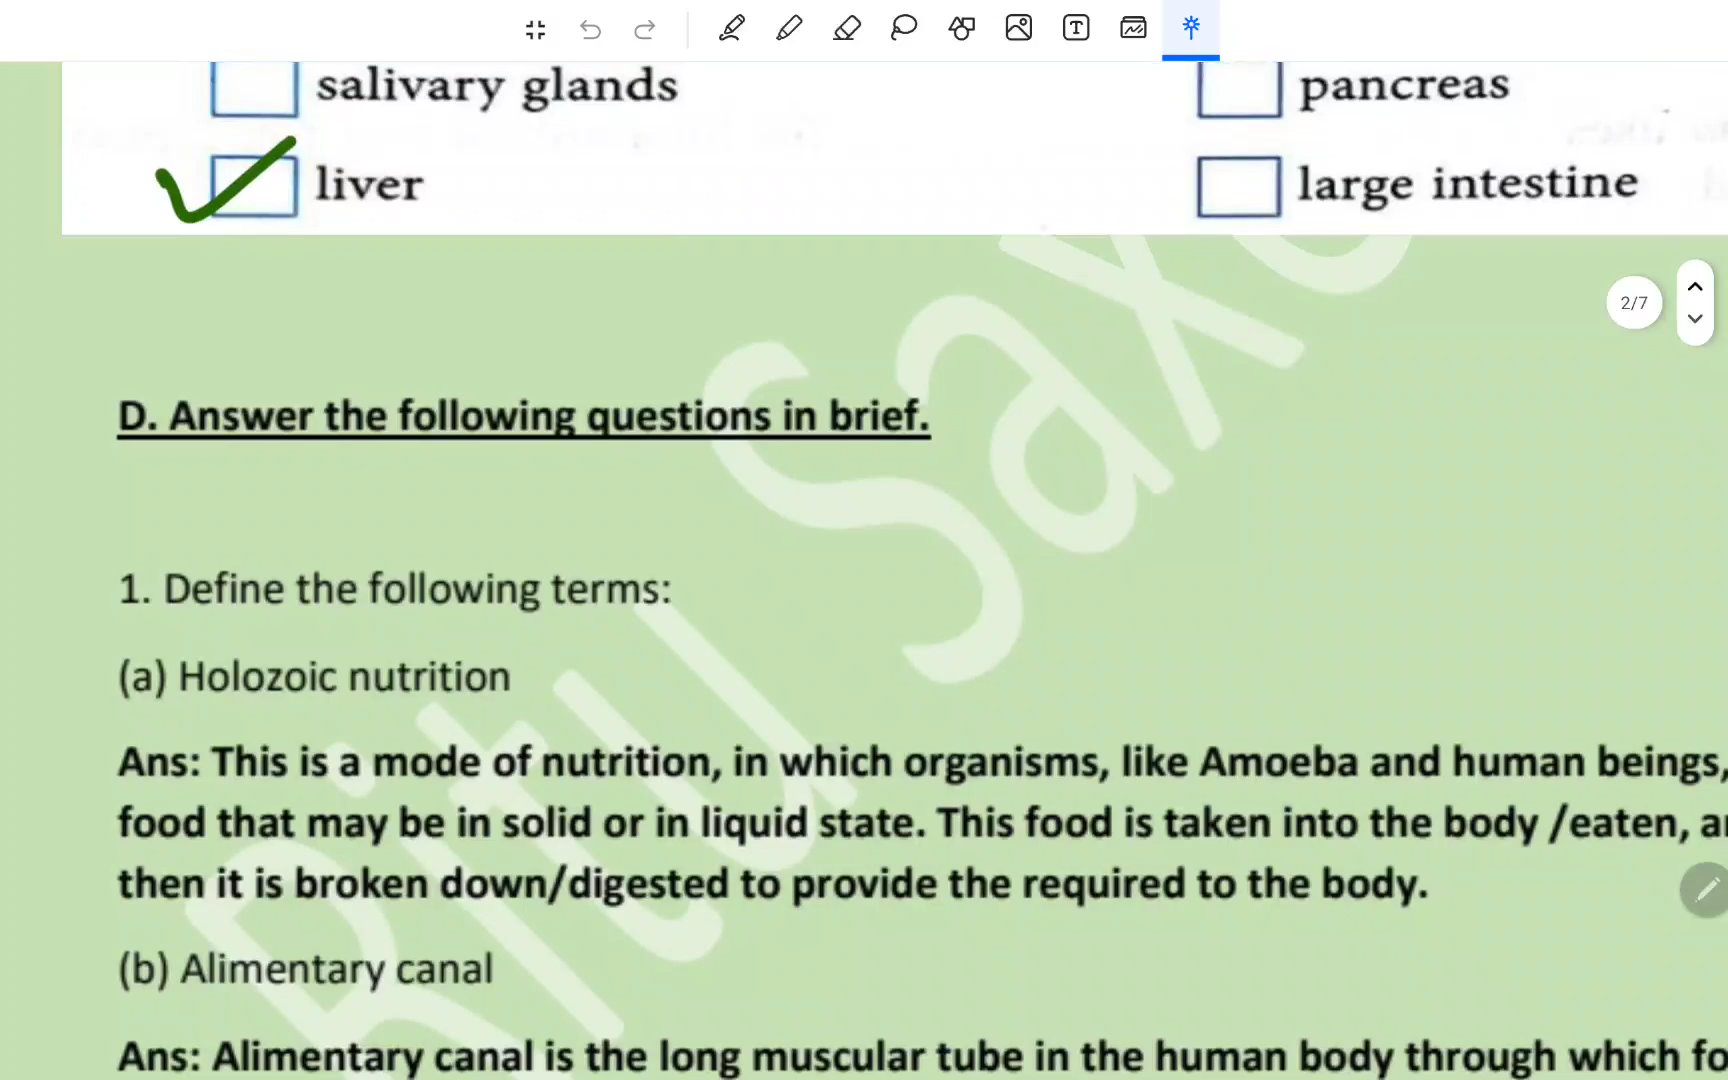 salivary glands
pancreas
liver
large intestine
2/7
D. Answer the following questions in brief.
1. Define the following terms:
(a) Holozoic nutrition
Ans: This is a mode of nutrition, in which organisms, like Amoeba and human beings,
food that may be in solid or in liquid state. This food is taken into the body /eaten,
then it is broken down/digested to provide the required to the body.
(b) Alimentary canal
Ans: Alimentary canal is the long muscular tube in the human body through which
Ritu